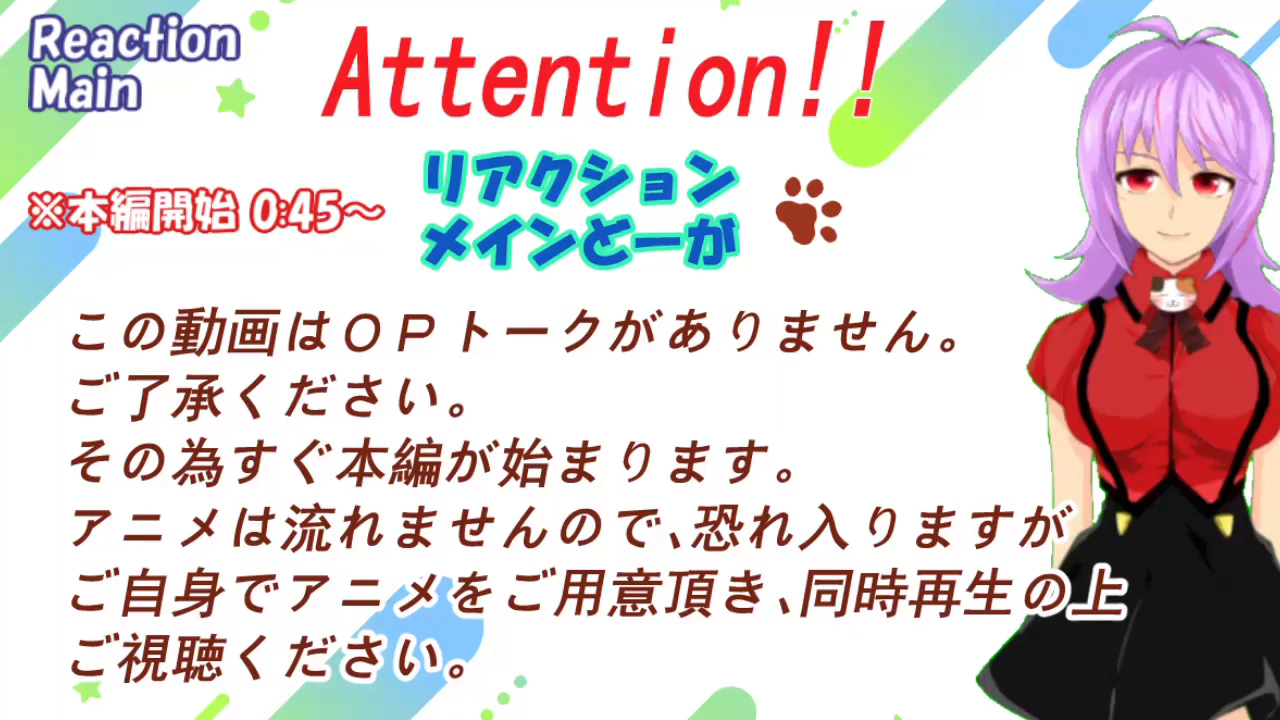 Reaction
Main
Attention!!
※本編開始 0:45～
リアクション
メインとーが
この動画はＯＰトークがありません。
ご了承ください。
その為すぐ本編が始まります。
アニメは流れませんので、恐れ入りますが
ご自身でアニメをご用意頂き、同時再生の上
ご視聴ください。